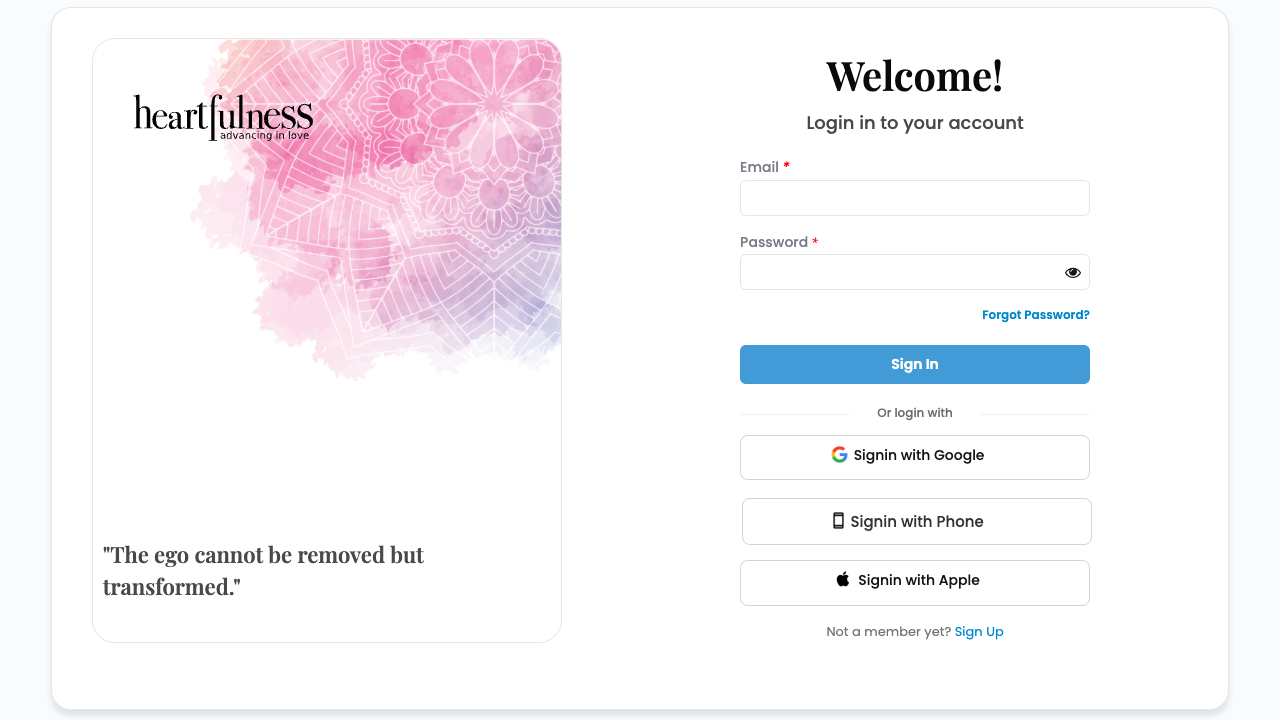 heartfulness
advancing in love
"The ego cannot be removed but
transformed."
Welcome!
Login in to your account
Email *
Password *
Forgot Password?
Sign In
Or login with
Signin with Google
Signin with Phone
Signin with Apple
Not a member yet? Sign Up